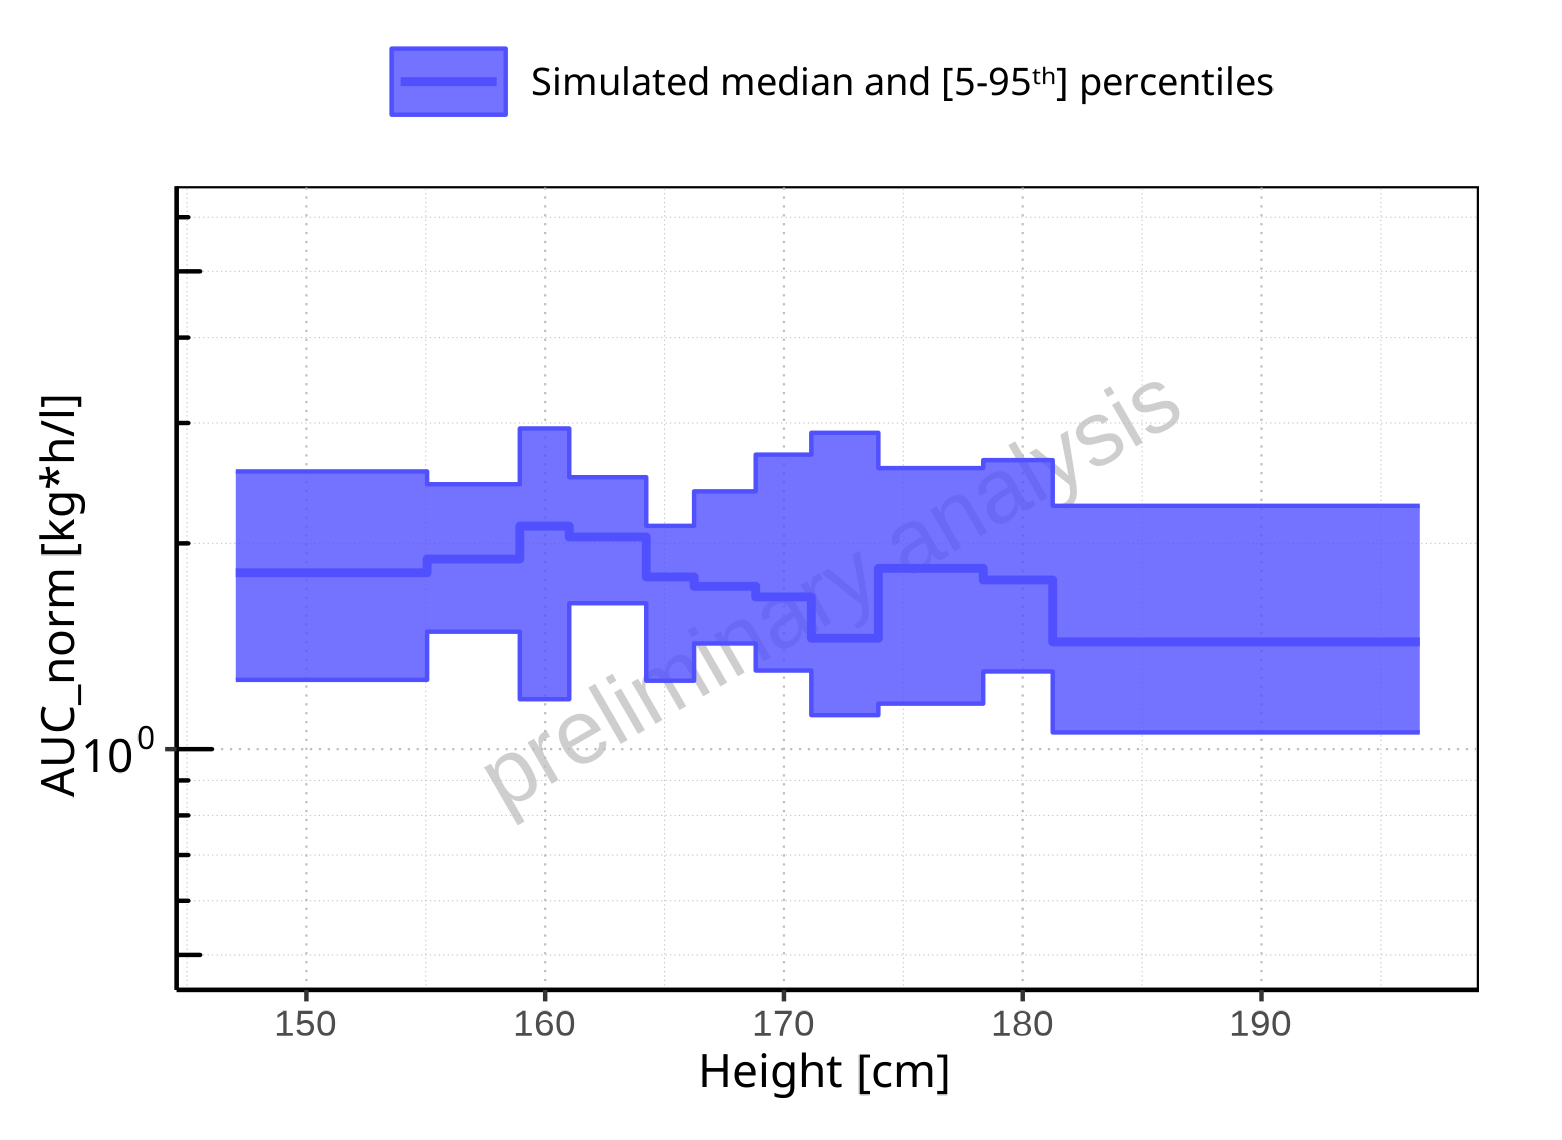 Simulated median and [5-95ᵗʰ] percentiles
AUC_norm [kg*h/l]
10⁰
preliminary analysis
150 160 170 180 190
Height [cm]